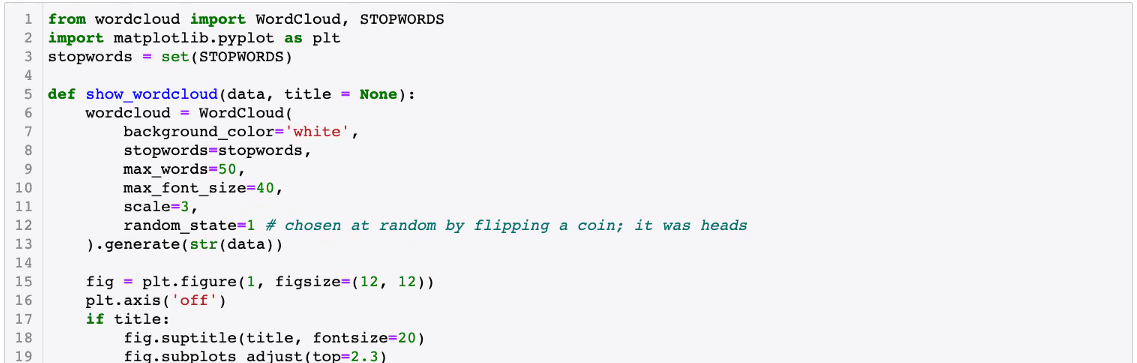 1 from wordcloud import WordCloud, STOPWORDS
2 import matplotlib.pyplot as plt
3 stopwords = set(STOPWORDS)
4
5 def show_wordcloud(data, title = None):
6     wordcloud = WordCloud(
7         background_color='white',
8         stopwords=stopwords,
9         max_words=50,
10         max_font_size=40,
11         scale=3,
12         random_state=1 # chosen at random by flipping a coin; it was heads
13     ).generate(str(data))
14
15     fig = plt.figure(1, figsize=(12, 12))
16     plt.axis('off')
17     if title:
18         fig.suptitle(title, fontsize=20)
19         fig.subplots_adjust(top=2.3)